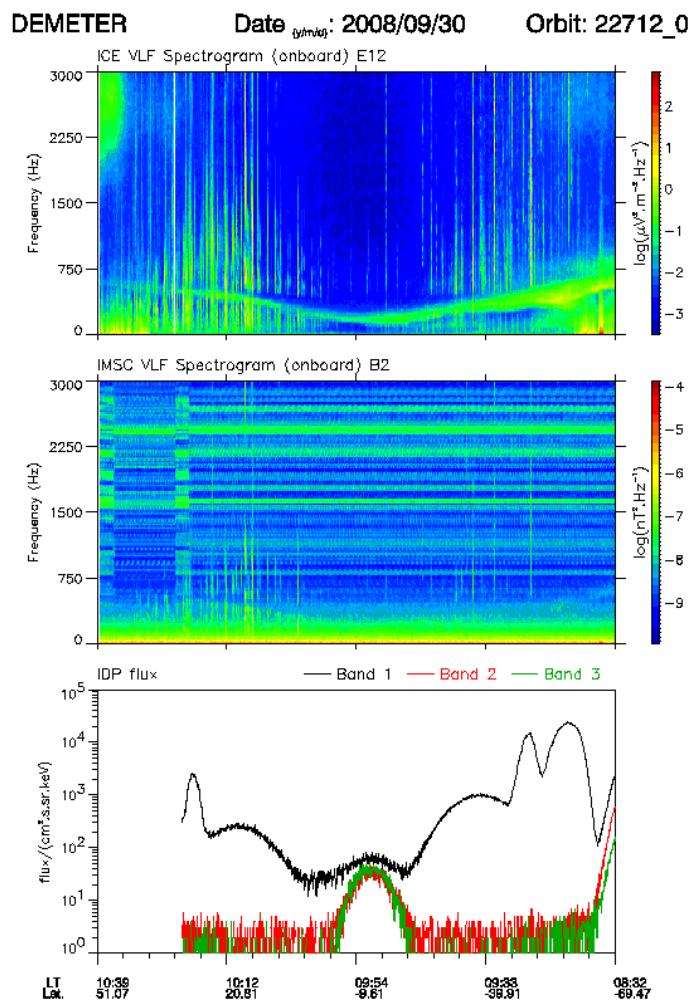 DEMETER Date (y/m/d): 2008/09/30 Orbit: 22712_0
ICE VLF Spectrogram (onboard) E12
3000
2250
1500
750
0
Frequency (Hz)
2
1
0
−1
−2
−3
log(μV².m⁻².Hz⁻¹)
IMSC VLF Spectrogram (onboard) B2
3000
2250
1500
750
0
Frequency (Hz)
−4
−5
−6
−7
−8
−9
log(nT².Hz⁻¹)
IDP flux Band 1 Band 2 Band 3
10⁵
10⁴
10³
10²
10¹
10⁰
flux/(cm².s.sr.keV)
LT 10:39 10:12 09:54 09:33 08:32
Lat. 51.07 20.81 -9.61 -39.91 -69.47